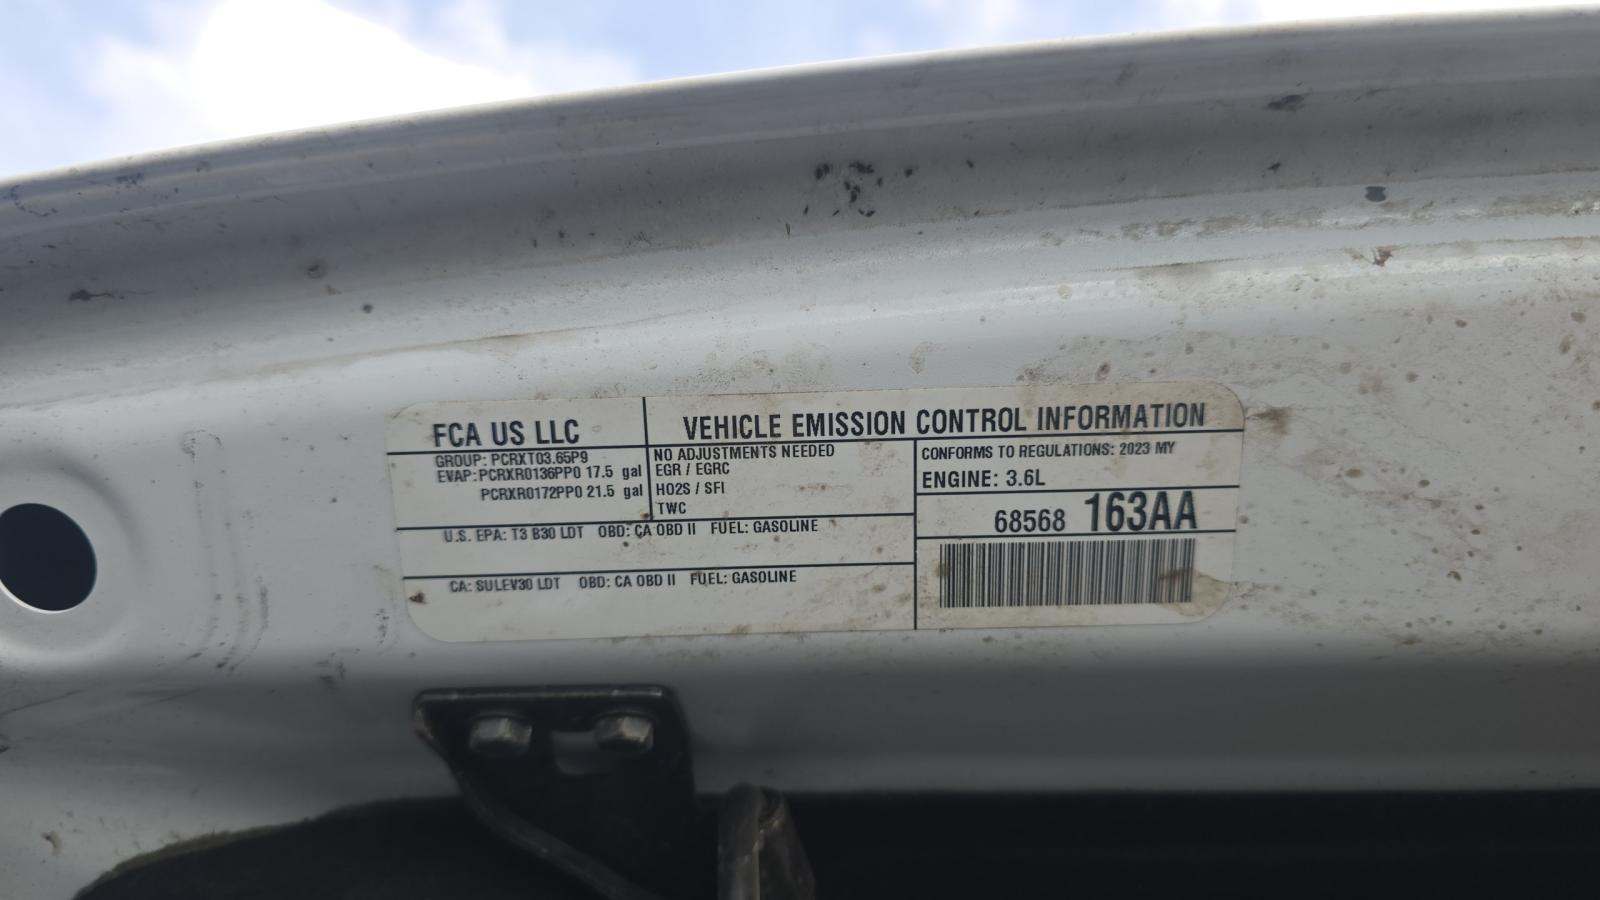 FCA US LLC
VEHICLE EMISSION CONTROL INFORMATION
GROUP: PCRXT03.65P9
EVAP: PCRXR0136PP0 17.5 gal
PCRXR0172PP0 21.5 gal
NO ADJUSTMENTS NEEDED
EGR / EGRC
HO2S / SFI
TWC
CONFORMS TO REGULATIONS: 2023 MY
ENGINE: 3.6L
68568 163AA
U.S. EPA: T3 B30 LDT OBD: CA OBD II FUEL: GASOLINE
CA: SULEV30 LDT OBD: CA OBD II FUEL: GASOLINE